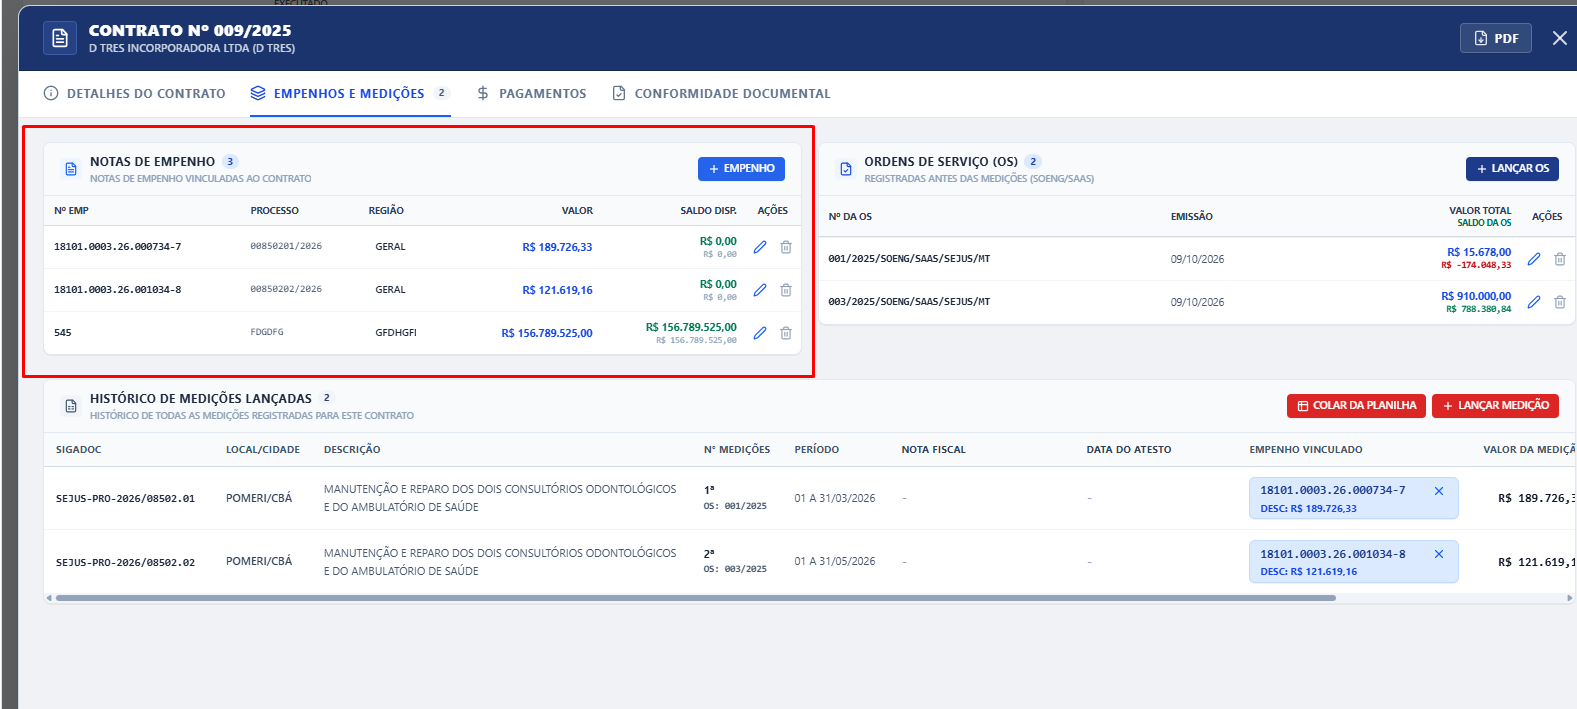 EXECUTADO
CONTRATO Nº 009/2025
D TRES INCORPORADORA LTDA (D TRES)
PDF
DETALHES DO CONTRATO
EMPENHOS E MEDIÇÕES 2
PAGAMENTOS
CONFORMIDADE DOCUMENTAL
NOTAS DE EMPENHO 3
NOTAS DE EMPENHO VINCULADAS AO CONTRATO
+ EMPENHO
Nº EMP PROCESSO REGIÃO VALOR SALDO DISP. AÇÕES
18101.0003.26.000734-7 00850201/2026 GERAL R$ 189.726,33 R$ 0,00
R$ 0,00
18101.0003.26.001034-8 00850202/2026 GERAL R$ 121.619,16 R$ 0,00
R$ 0,00
545 FDGDFG GFDHGFI R$ 156.789.525,00 R$ 156.789.525,00
R$ 156.789.525,00
ORDENS DE SERVIÇO (OS) 2
REGISTRADAS ANTES DAS MEDIÇÕES (SOENG/SAAS)
+ LANÇAR OS
Nº DA OS EMISSÃO VALOR TOTAL AÇÕES
SALDO DA OS
001/2025/SOENG/SAAS/SEJUS/MT 09/10/2026 R$ 15.678,00
R$ -174.048,33
003/2025/SOENG/SAAS/SEJUS/MT 09/10/2026 R$ 910.000,00
R$ 788.380,84
HISTÓRICO DE MEDIÇÕES LANÇADAS 2
HISTÓRICO DE TODAS AS MEDIÇÕES REGISTRADAS PARA ESTE CONTRATO
COLAR DA PLANILHA
+ LANÇAR MEDIÇÃO
SIGADOC LOCAL/CIDADE DESCRIÇÃO Nº MEDIÇÕES PERÍODO NOTA FISCAL DATA DO ATESTO EMPENHO VINCULADO VALOR DA MEDIÇÃ
SEJUS-PRO-2026/08502.01 POMERI/CBÁ MANUTENÇÃO E REPARO DOS DOIS CONSULTÓRIOS ODONTOLÓGICOS
E DO AMBULATÓRIO DE SAÚDE
1ª
OS: 001/2025
01 A 31/03/2026 - -
18101.0003.26.000734-7
DESC: R$ 189.726,33
R$ 189.726,3
SEJUS-PRO-2026/08502.02 POMERI/CBÁ MANUTENÇÃO E REPARO DOS DOIS CONSULTÓRIOS ODONTOLÓGICOS
E DO AMBULATÓRIO DE SAÚDE
2ª
OS: 003/2025
01 A 31/05/2026 - -
18101.0003.26.001034-8
DESC: R$ 121.619,16
R$ 121.619,1